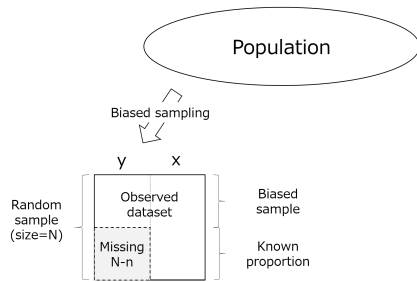 Population
Biased sampling
y x
Observed
dataset
Random
sample
(size=N)
Biased
sample
Missing
N-n
Known
proportion